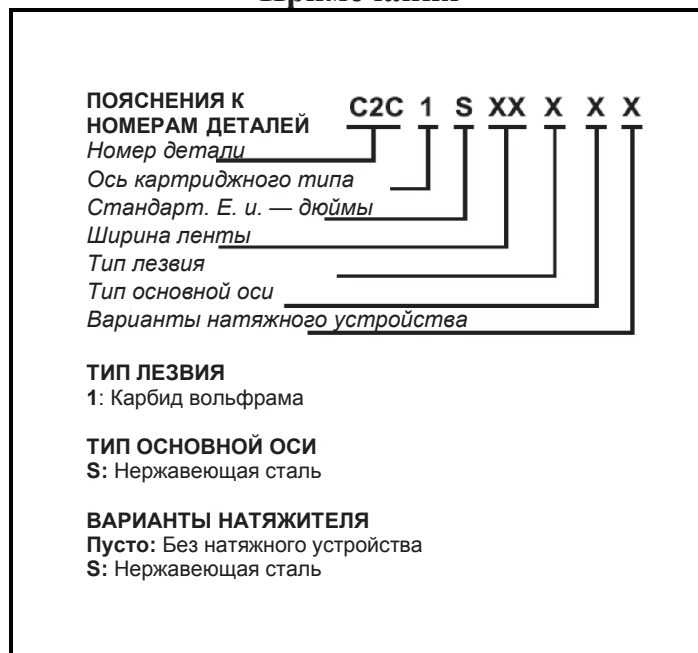 Примечания
ПОЯСНЕНИЯ К
НОМЕРАМ ДЕТАЛЕЙ
C2C 1 S XX X X X
Номер детали
Ось картриджного типа
Стандарт. Е. и. — дюймы
Ширина ленты
Тип лезвия
Тип основной оси
Варианты натяжного устройства
ТИП ЛЕЗВИЯ
1: Карбид вольфрама
ТИП ОСНОВНОЙ ОСИ
S: Нержавеющая сталь
ВАРИАНТЫ НАТЯЖИТЕЛЯ
Пусто: Без натяжного устройства
S: Нержавеющая сталь